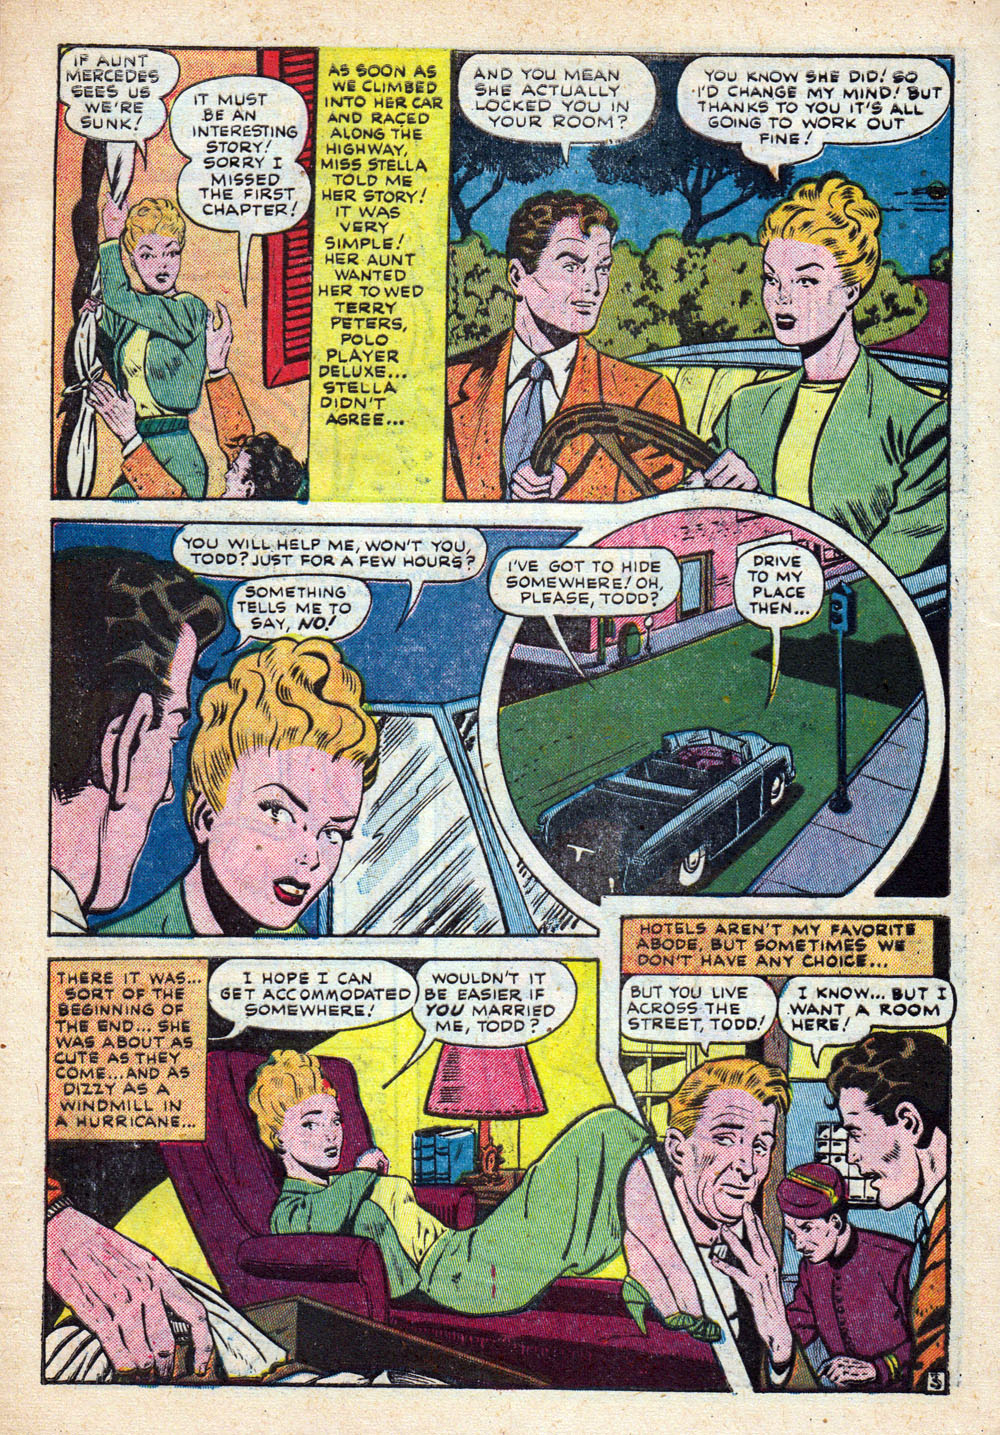 IF AUNT
MERCEDES
SEES US
WE'RE
SUNK!
IT MUST
BE AN
INTERESTING
STORY!
SORRY I
MISSED
THE FIRST
CHAPTER!
AS SOON AS
WE CLIMBED
INTO HER CAR
AND RACED
ALONG THE
HIGHWAY,
MISS STELLA
TOLD ME
HER STORY!
IT WAS
VERY
SIMPLE!
HER AUNT
WANTED
HER TO WED
TERRY
PETERS,
POLO
PLAYER
DELUXE...
STELLA
DIDN'T
AGREE...
AND YOU MEAN
SHE ACTUALLY
LOCKED YOU IN
YOUR ROOM?
YOU KNOW SHE DID! SO
I'D CHANGE MY MIND! BUT
THANKS TO YOU IT'S ALL
GOING TO WORK OUT
FINE!
YOU WILL HELP ME, WON'T YOU,
TODD? JUST FOR A FEW HOURS?
SOMETHING
TELLS ME TO
SAY, NO!
I'VE GOT TO HIDE
SOMEWHERE! OH,
PLEASE, TODD?
DRIVE
TO MY
PLACE
THEN...
THERE IT WAS...
SORT OF THE
BEGINNING OF
THE END... SHE
WAS ABOUT AS
CUTE AS THEY
COME... AND AS
DIZZY AS A
WINDMILL IN
A HURRICANE...
I HOPE I CAN
GET ACCOMMODATED
SOMEWHERE!
WOULDN'T IT
BE EASIER IF
YOU MARRIED
ME, TODD?
HOTELS AREN'T MY FAVORITE
ABODE, BUT SOMETIMES WE
DON'T HAVE ANY CHOICE...
BUT YOU LIVE
ACROSS THE
STREET, TODD!
I KNOW... BUT I
WANT A ROOM
HERE!
3